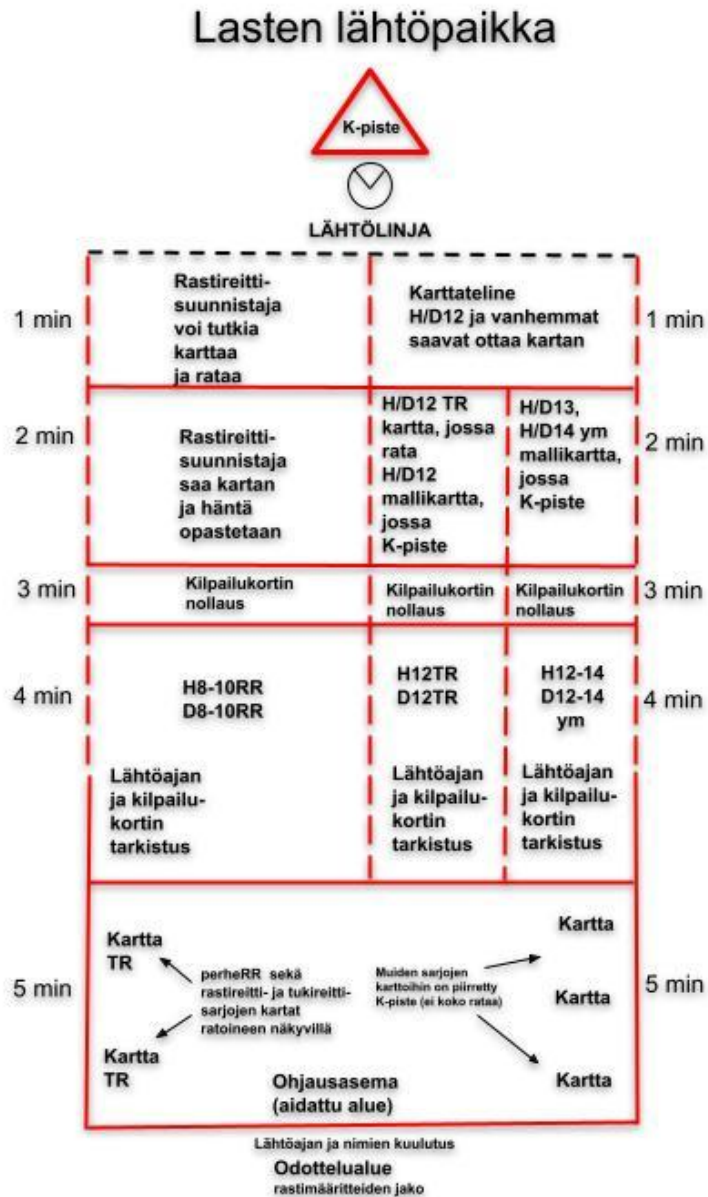 Lasten lähtöpaikka
K-piste
LÄHTÖLINJA
1 min
Rastireitti-
suunnistaja
voi tutkia
karttaa
ja rataa
Karttateline
H/D12 ja vanhemmat
saavat ottaa kartan
1 min
2 min
Rastireitti-
suunnistaja
saa kartan
ja häntä
opastetaan
H/D12 TR
kartta, jossa
rata
H/D12
mallikartta,
jossa
K-piste
H/D13,
H/D14 ym
mallikartta,
jossa
K-piste
2 min
3 min
Kilpailukortin
nollaus
Kilpailukortin
nollaus
Kilpailukortin
nollaus
3 min
4 min
H8-10RR
D8-10RR
Lähtöajan
ja kilpailu-
kortin
tarkistus
H12TR
D12TR
Lähtöajan
ja kilpailu-
kortin
tarkistus
H12-14
D12-14
ym
Lähtöajan
ja kilpailu-
kortin
tarkistus
4 min
5 min
Kartta
TR
perheRR sekä
rastireitti- ja tukireitti-
sarjojen kartat
ratoineen näkyvillä
Kartta
TR
Muiden sarjojen
karttoihin on piirretty
K-piste (ei koko rataa)
Kartta
Kartta
Kartta
5 min
Ohjausasema
(aidattu alue)
Lähtöajan ja nimien kuulutus
Odottelualue
rastimääritteiden jako